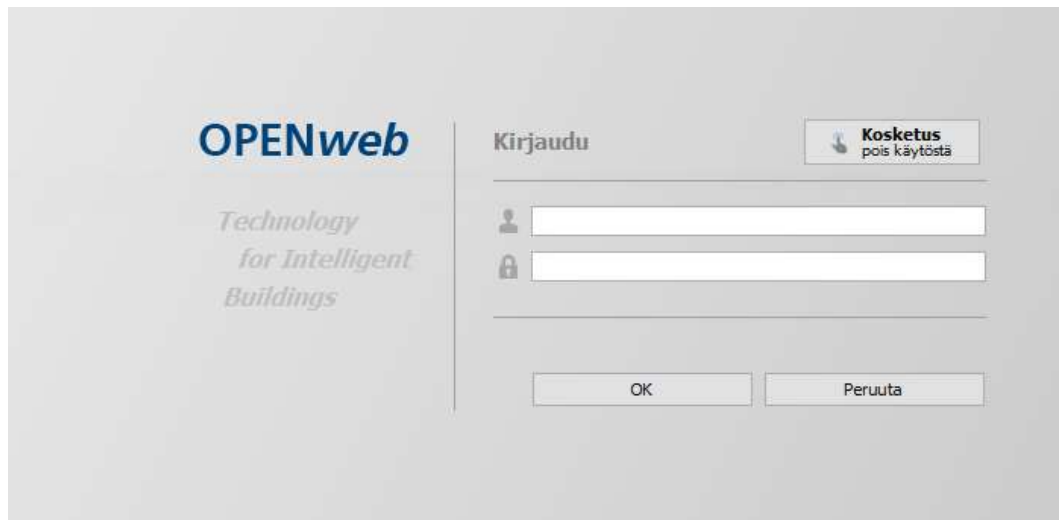 OPENweb
Technology
for Intelligent
Buildings
Kirjaudu
Kosketus
pois käytöstä
OK
Peruuta